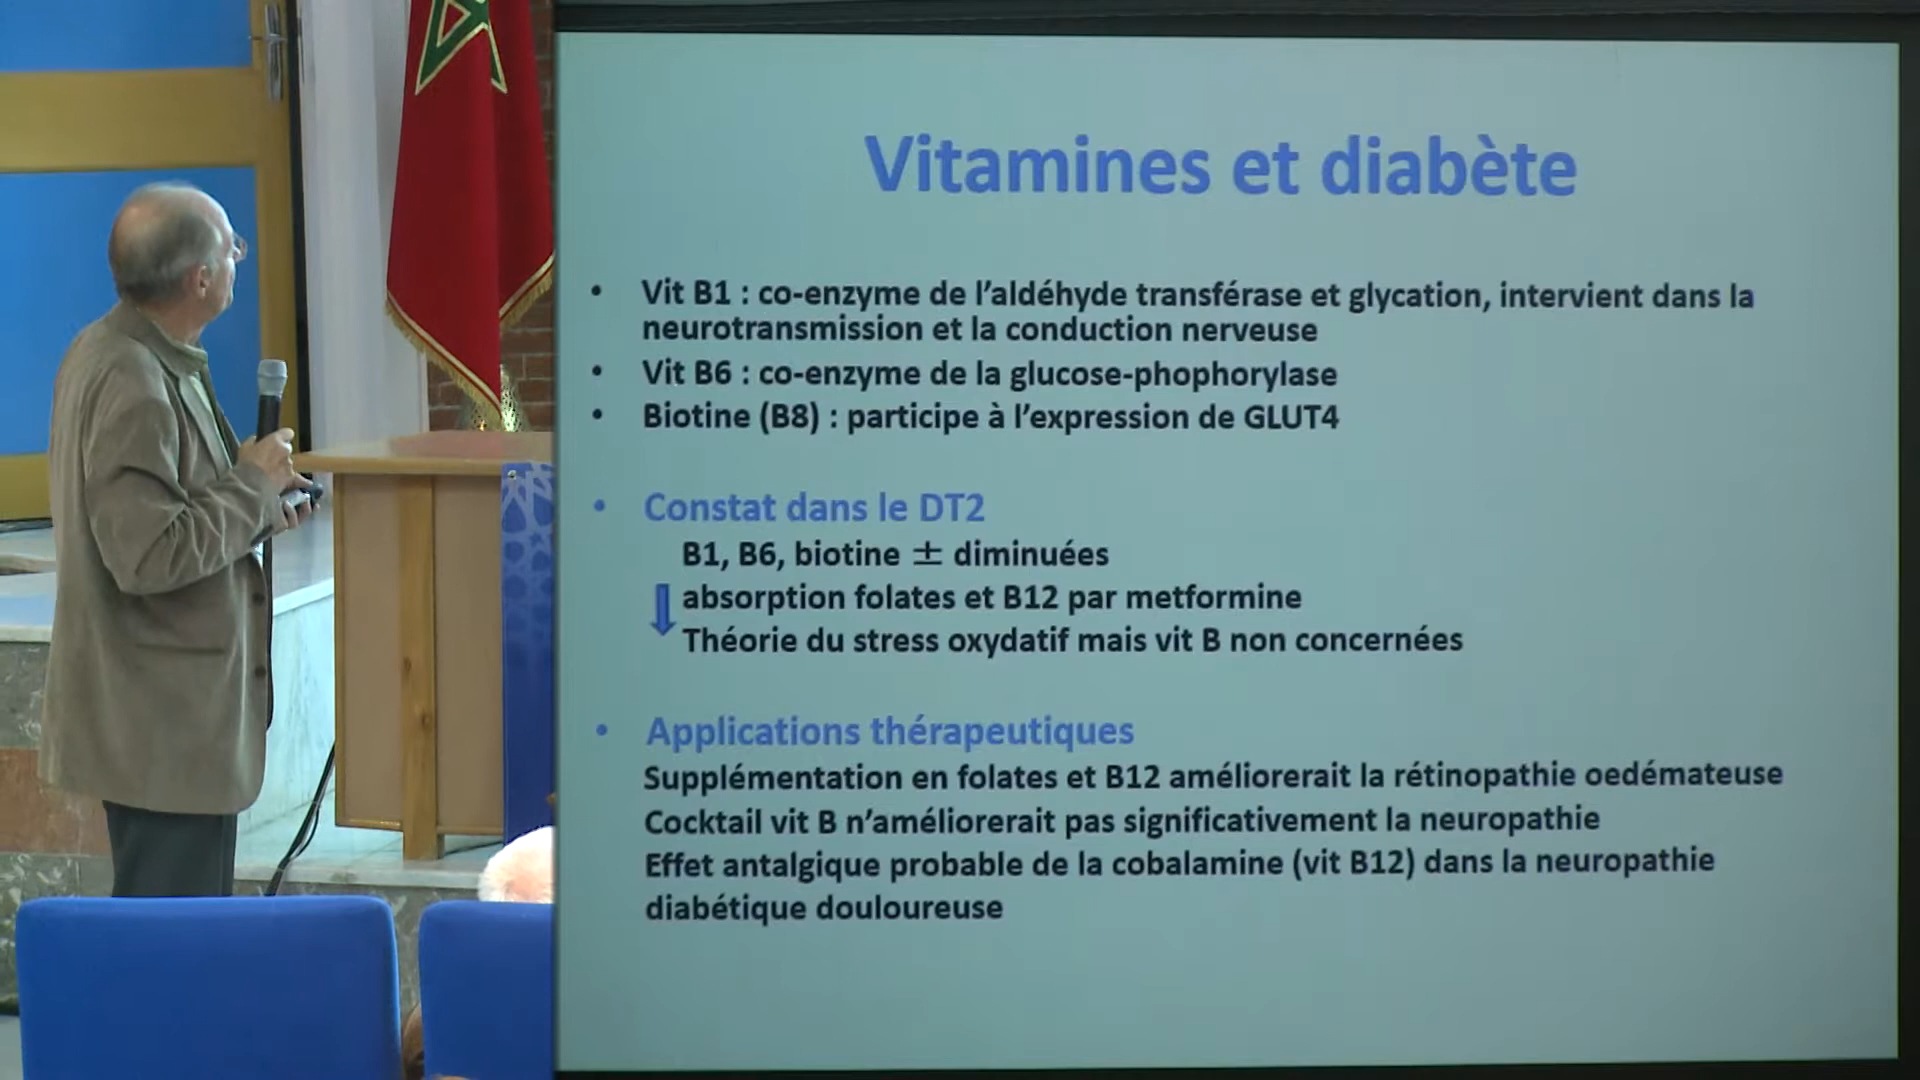 Vitamines et diabète
• Vit B1 : co-enzyme de l'aldéhyde transférase et glycation, intervient dans la
neurotransmission et la conduction nerveuse
• Vit B6 : co-enzyme de la glucose-phophorylase
• Biotine (B8) : participe à l'expression de GLUT4
• Constat dans le DT2
B1, B6, biotine ± diminuées
absorption folates et B12 par metformine
Théorie du stress oxydatif mais vit B non concernées
• Applications thérapeutiques
Supplémentation en folates et B12 améliorerait la rétinopathie oedémateuse
Cocktail vit B n'améliorerait pas significativement la neuropathie
Effet antalgique probable de la cobalamine (vit B12) dans la neuropathie
diabétique douloureuse